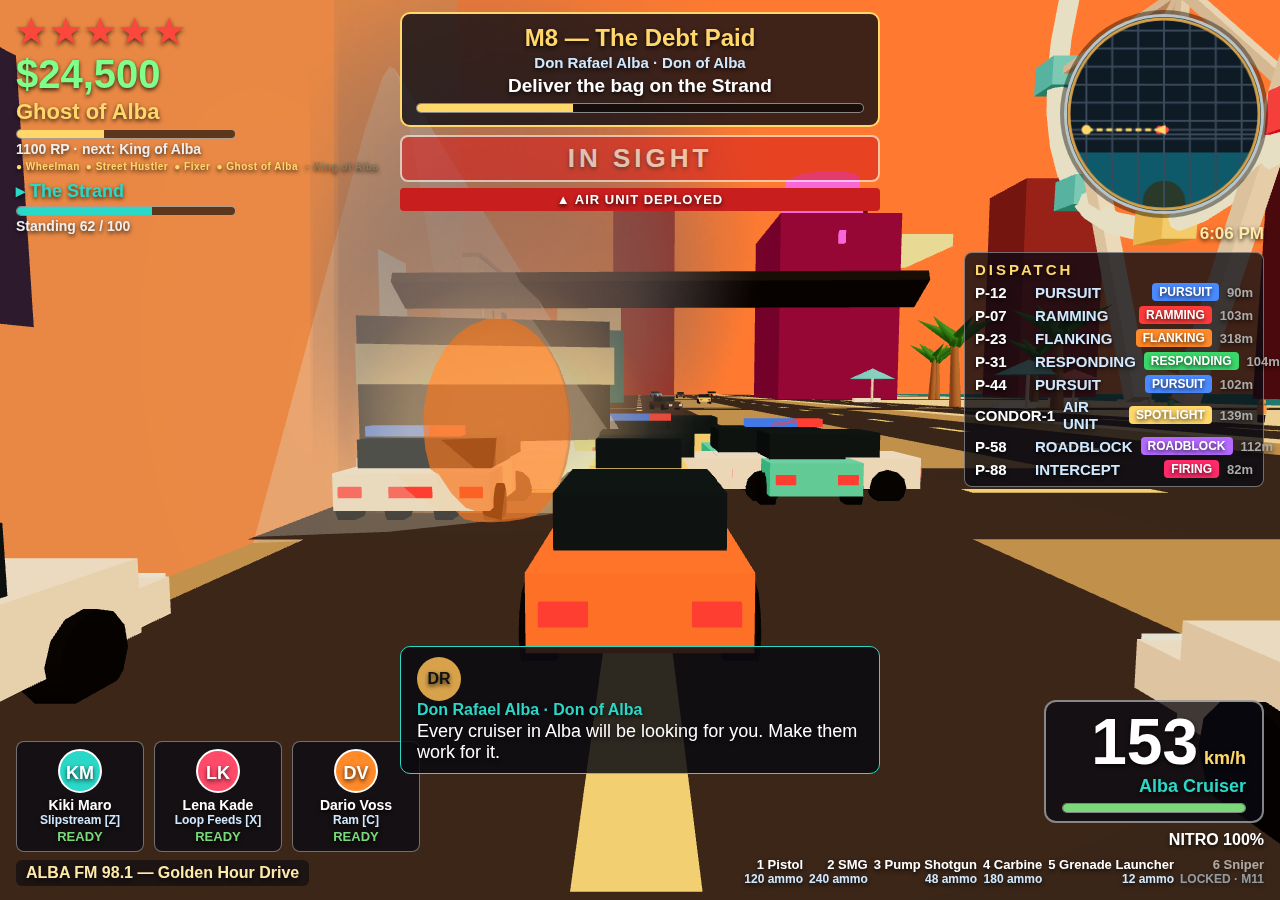 $24,500
Ghost of Alba
1100 RP · next: King of Alba
● Wheelman ● Street Hustler ● Fixer ● Ghost of Alba ○ King of Alba
▸ The Strand
Standing 62 / 100
M8 — The Debt Paid
Don Rafael Alba · Don of Alba
Deliver the bag on the Strand
IN SIGHT
▲ AIR UNIT DEPLOYED
6:06 PM
DISPATCH
P-12 PURSUIT PURSUIT 90m
P-07 RAMMING RAMMING 103m
P-23 FLANKING FLANKING 318m
P-31 RESPONDING RESPONDING 104m
P-44 PURSUIT PURSUIT 102m
CONDOR-1 AIR UNIT SPOTLIGHT 139m
P-58 ROADBLOCK ROADBLOCK 112m
P-88 INTERCEPT FIRING 82m
DR
Don Rafael Alba · Don of Alba
Every cruiser in Alba will be looking for you. Make them
work for it.
KM
Kiki Maro
Slipstream [Z]
READY
LK
Lena Kade
Loop Feeds [X]
READY
DV
Dario Voss
Ram [C]
READY
ALBA FM 98.1 — Golden Hour Drive
153 km/h
Alba Cruiser
NITRO 100%
1 Pistol 2 SMG 3 Pump Shotgun 4 Carbine 5 Grenade Launcher 6 Sniper
120 ammo 240 ammo 48 ammo 180 ammo 12 ammo LOCKED · M11